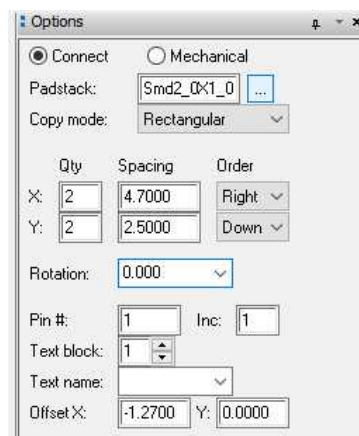 Options
Connect Mechanical
Padstack: Smd2_0X1_0 ...
Copy mode: Rectangular
Qty Spacing Order
X: 2 4.7000 Right
Y: 2 2.5000 Down
Rotation: 0.000
Pin #: 1 Inc: 1
Text block: 1
Text name:
Offset X: -1.2700 Y: 0.0000